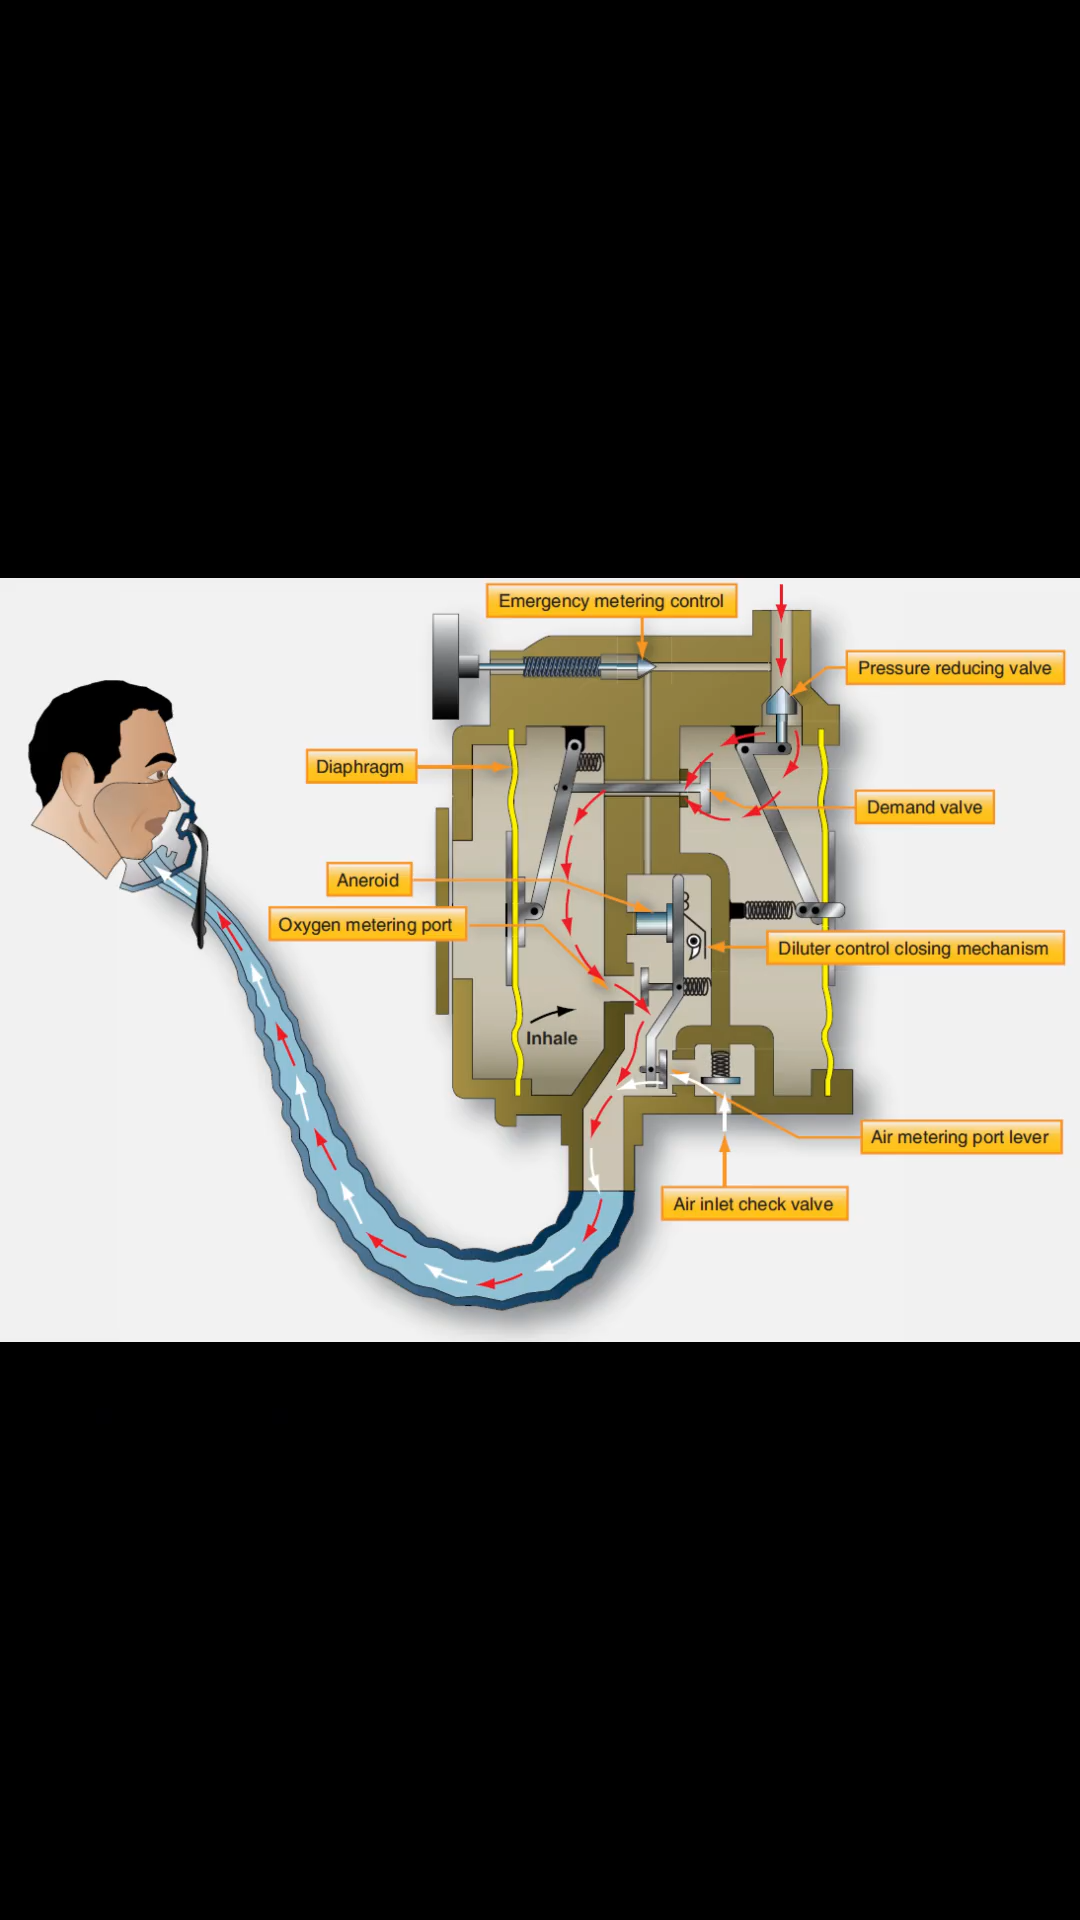 Emergency metering control
Pressure reducing valve
Diaphragm
Demand valve
Aneroid
Oxygen metering port
Diluter control closing mechanism
Inhale
Air metering port lever
Air inlet check valve